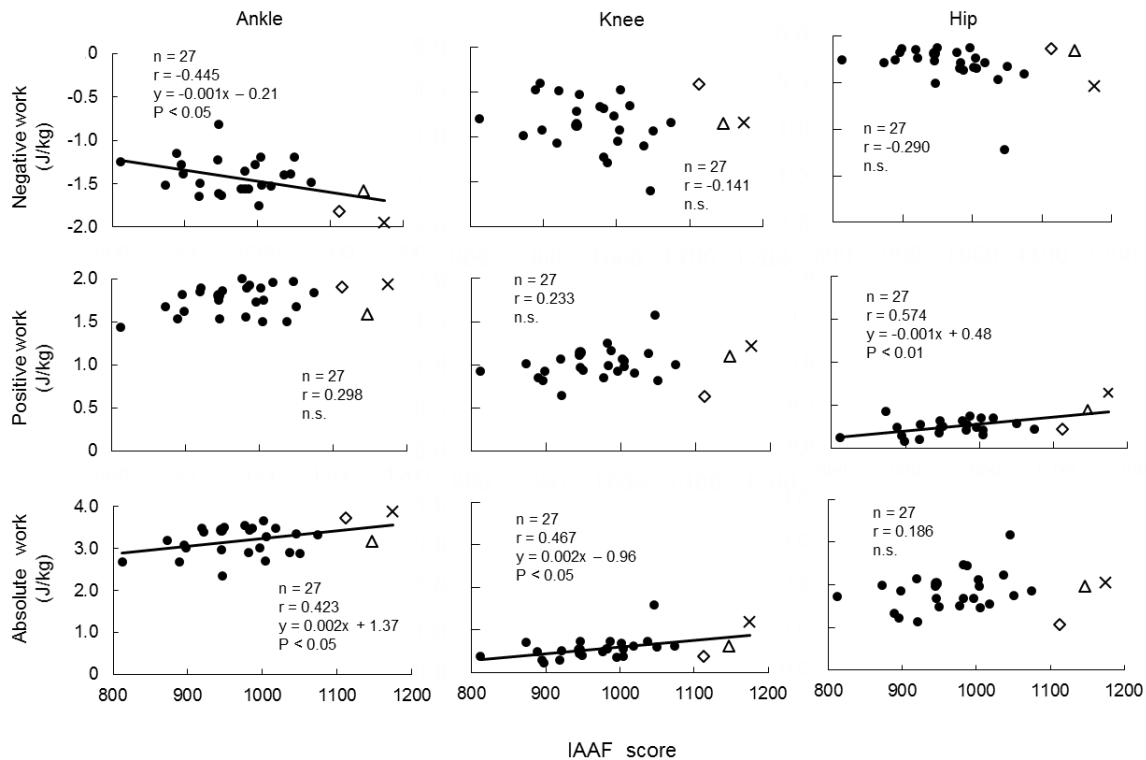 Ankle
Knee
Hip
Negative work
(J/kg)
0
-0.5
-1.0
-1.5
-2.0
n = 27
r = -0.445
y = -0.001x – 0.21
P < 0.05
n = 27
r = -0.141
n.s.
n = 27
r = -0.290
n.s.
Positive work
(J/kg)
2.0
1.5
1.0
0.5
0
n = 27
r = 0.298
n.s.
n = 27
r = 0.233
n.s.
n = 27
r = 0.574
y = -0.001x + 0.48
P < 0.01
Absolute work
(J/kg)
4.0
3.0
2.0
1.0
0
n = 27
r = 0.423
y = 0.002x + 1.37
P < 0.05
n = 27
r = 0.467
y = 0.002x – 0.96
P < 0.05
n = 27
r = 0.186
n.s.
800 900 1000 1100 1200
800 900 1000 1100 1200
800 900 1000 1100 1200
IAAF score